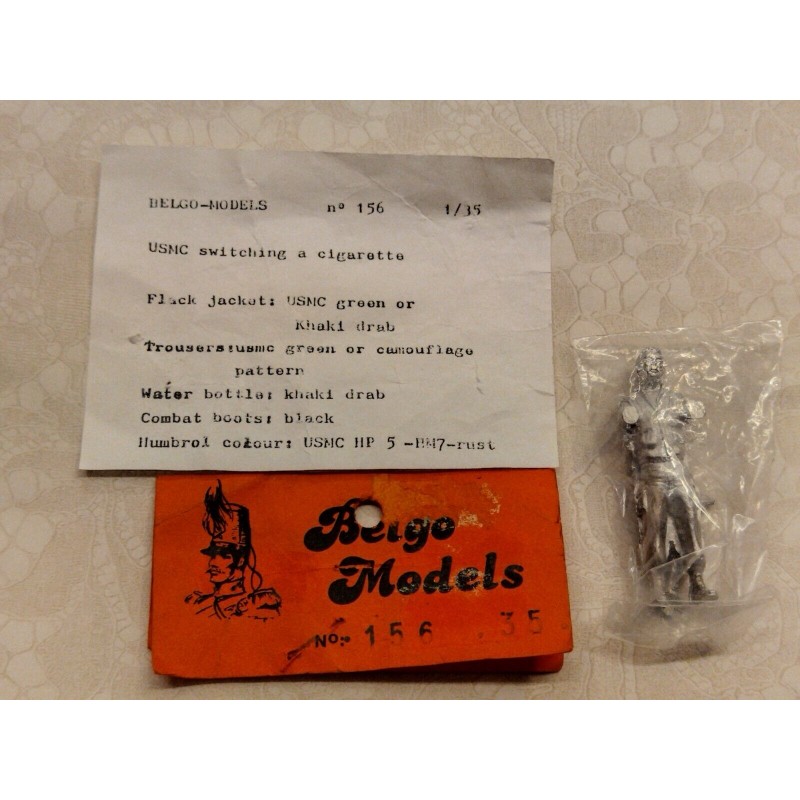 BELGO-MODELS nº 156 1/35
USMC switching a cigarette
Flack jacket: USMC green or
Khaki drab
Trousers:usmc green or camouflage
pattern
Water bottle: khaki drab
Combat boots: black
Humbrol colour: USMC HP 5 -HM7-rust
Belgo
Models
No:- 156 .35